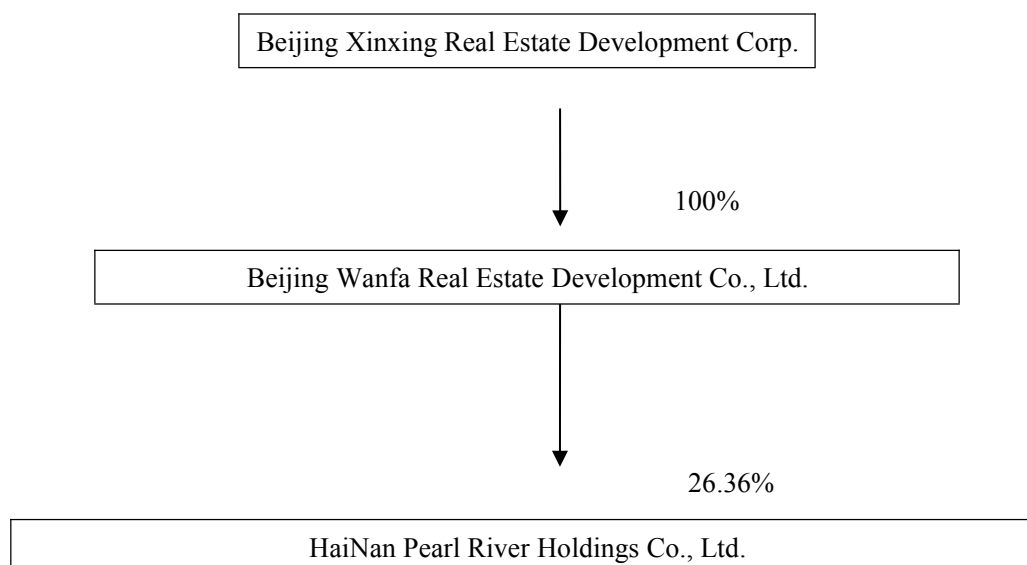 Beijing Xinxing Real Estate Development Corp.
100%
Beijing Wanfa Real Estate Development Co., Ltd.
26.36%
HaiNan Pearl River Holdings Co., Ltd.